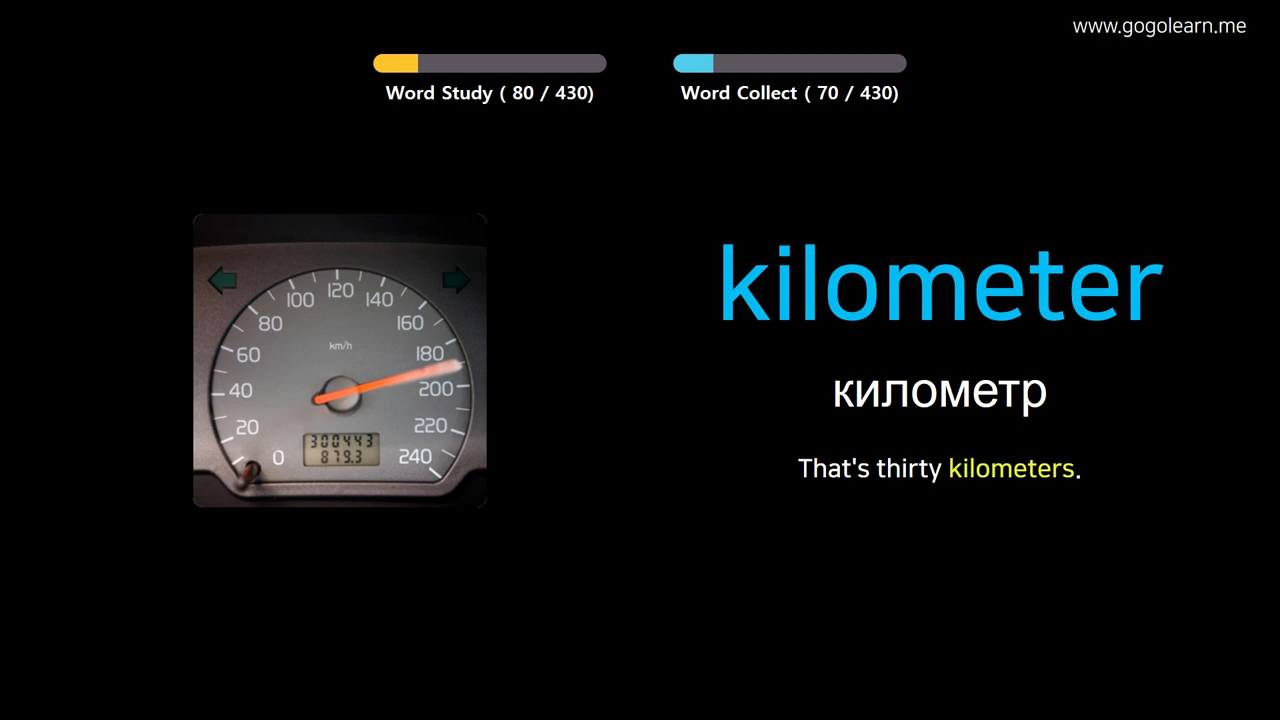 www.gogolearn.me
Word Study ( 80 / 430)
Word Collect ( 70 / 430)
kilometer
километр
That's thirty kilometers.
120
100 140
80 160
km/h
60 180
40 200
20 220
300443
0 240
879.3